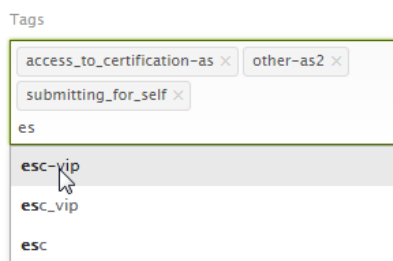 Tags
access_to_certification-as × other-as2 ×
submitting_for_self ×
es
esc-vip
esc_vip
esc